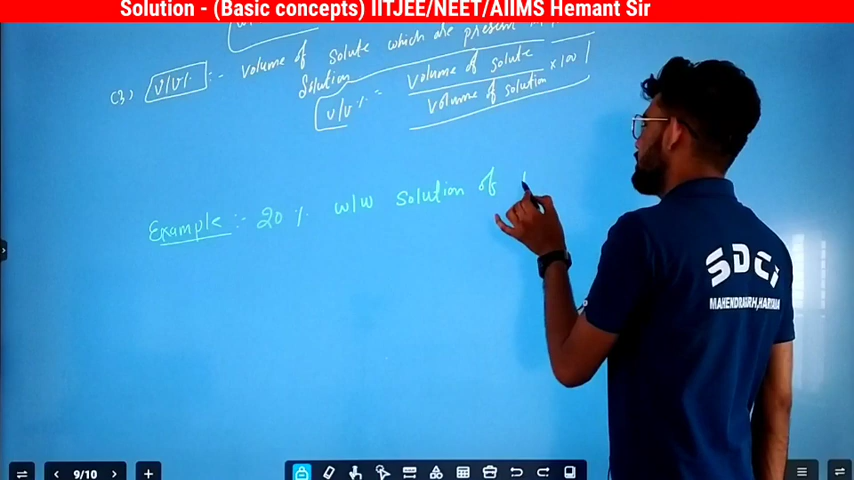 Solution - (Basic concepts) IITJEE/NEET/AIIMS Hemant Sir
(3) v/v% :- Volume of Solute which are present
Solution
v/v% = Volume of solute / Volume of solution × 100
Example :- 20% w/w solution of
SDCI
MAHENDRAGARH, HARYANA
9/10